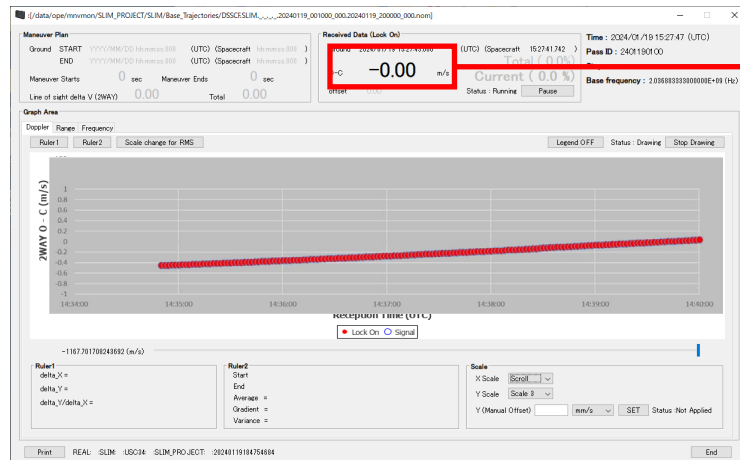 :[/data/ope/mnvmon/SLIM_PROJECT/SLIM/Base_Trajectories/DSSCF.SLIM._._._._.20240119_001000_000.20240119_200000_000.nom]
Maneuver Plan
Ground START YYYY/MM/DD hh:mm:ss.000 (UTC) (Spacecraft hh:mm:ss.000 )
END YYYY/MM/DD hh:mm:ss.000 (UTC) (Spacecraft hh:mm:ss.000 )
Maneuver Starts 0 sec Maneuver Ends 0 sec
Line of sight delta V (2WAY) 0.00 Total 0.00
Received Data (Lock On)
(UTC) (Spacecraft 15:27:41.742 )
Total ( 0.0%)
-0.00 m/s
Current ( 0.0 %)
0.00 Status : Running Pause
Time : 2024/01/19 15:27:47 (UTC)
Pass ID : 2401190100
Base frequency : 2.036883333000000E+09 (Hz)
Graph Area
Doppler Range Frequency
Ruler1 Ruler2 Scale change for RMS Legend OFF Status : Drawing Stop Drawing
2WAY O - C (m/s)
1
0.8
0.6
0.4
0.2
0
-0.2
-0.4
-0.6
-0.8
-1
14:34:00 14:35:00 14:36:00 14:37:00 14:38:00 14:39:00 14:40:00
Reception Time (UTC)
Lock On Signal
-1167.701708243692 (m/s)
Ruler1
delta_X =
delta_Y =
delta_Y/delta_X =
Ruler2
Start
End
Average =
Gradient =
Variance =
Scale
X Scale Scroll
Y Scale Scale 8
Y (Manual Offset) mm/s SET Status :Not Applied
Print REAL: :SLIM: :USC34: :SLIM_PROJECT: :20240119184754684 End